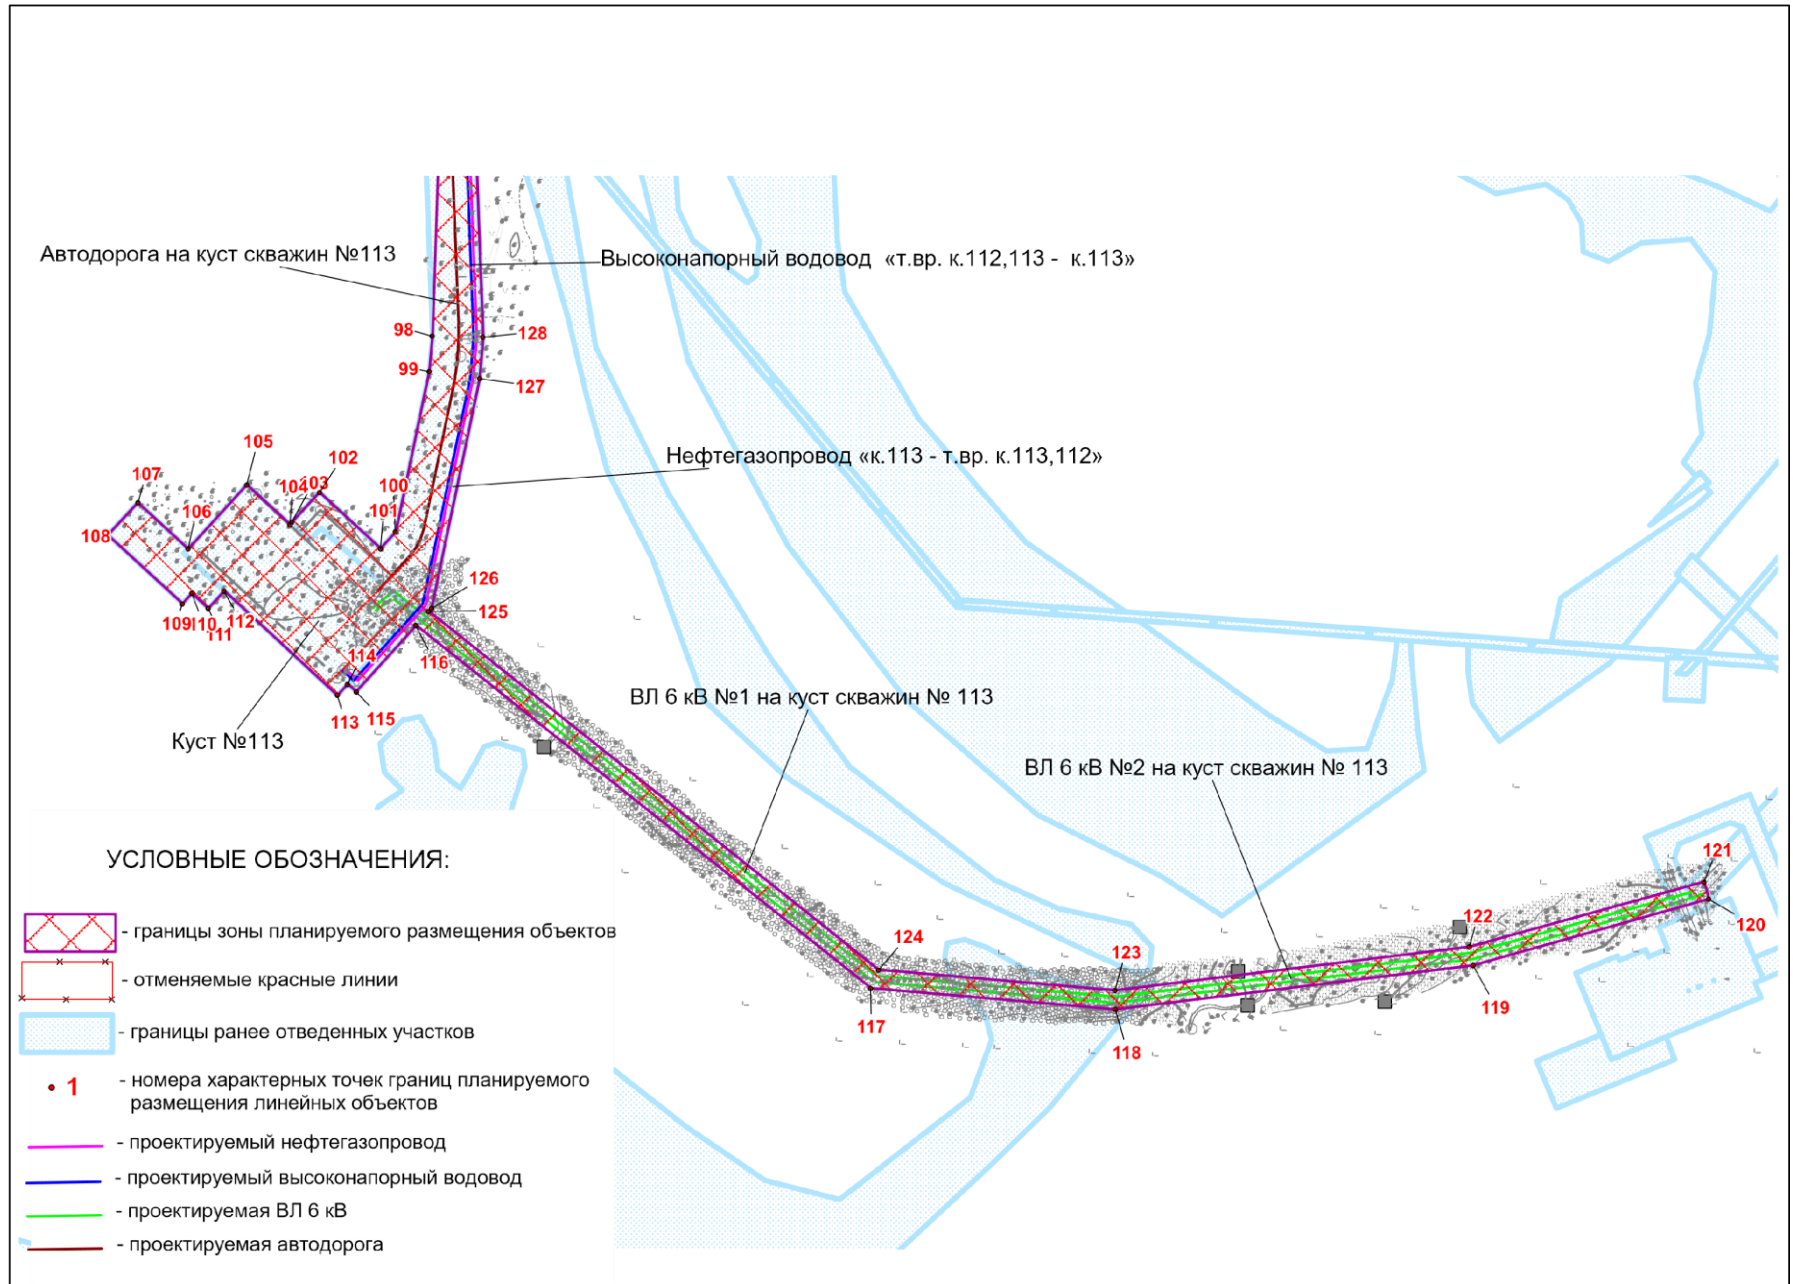 Автодорога на куст скважин №113
Высоконапорный водовод «т.вр. к.112,113 - к.113»
98
128
99
127
Нефтегазопровод «к.113 - т.вр. к.113,112»
105
102
107
104
103
100
106
101
108
126
125
109
110
111
112
116
114
113
115
Куст №113
ВЛ 6 кВ №1 на куст скважин № 113
ВЛ 6 кВ №2 на куст скважин № 113
121
122
120
124
123
119
117
118
УСЛОВНЫЕ ОБОЗНАЧЕНИЯ:
- границы зоны планируемого размещения объектов
- отменяемые красные линии
- границы ранее отведенных участков
1 - номера характерных точек границ планируемого
размещения линейных объектов
- проектируемый нефтегазопровод
- проектируемый высоконапорный водовод
- проектируемая ВЛ 6 кВ
- проектируемая автодорога